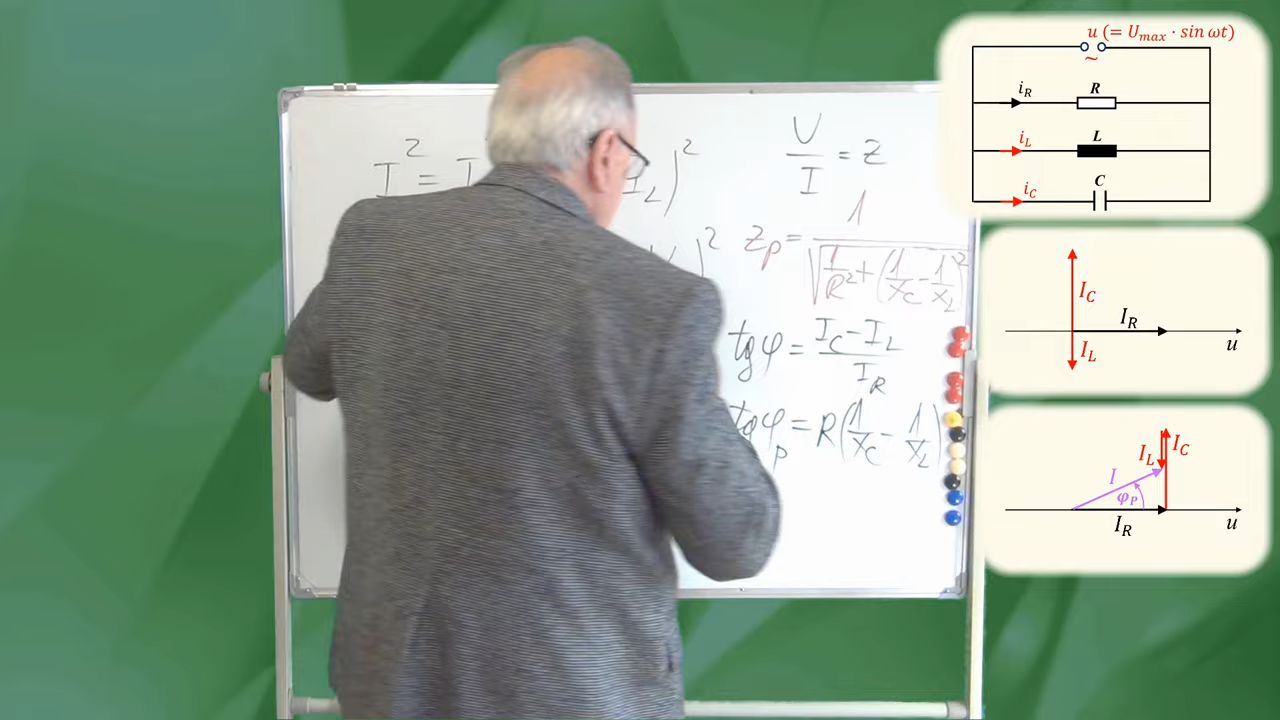 I² = I
I_L)²
)²
U/I = Z
Z_P = 1/√(1/R² + (1/X_C - 1/X_L)²
tgφ = (I_C - I_L)/I_R
tgφ_P = R(1/X_C - 1/X_L)
u (= U_max · sin ωt)
~
i_R
R
i_L
L
i_C
C
I_C
I_R
I_L
u
I_L
I_C
I
φ_P
I_R
u